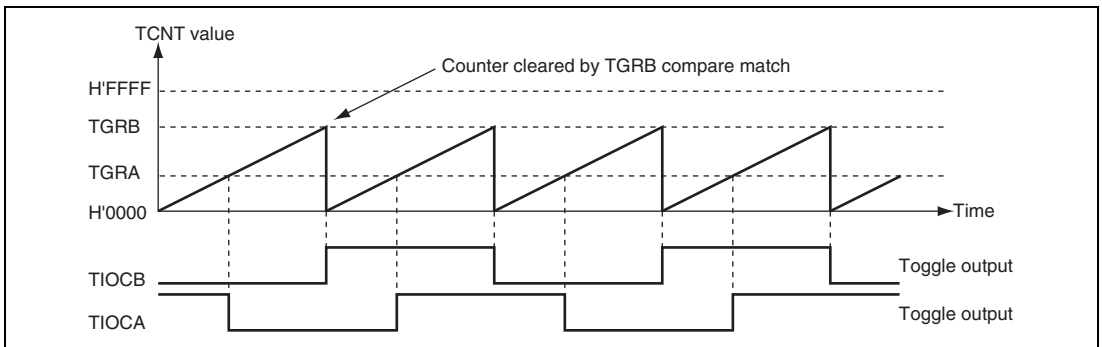 TCNT value
Counter cleared by TGRB compare match
H'FFFF
TGRB
TGRA
H'0000
Time
TIOCB
Toggle output
TIOCA
Toggle output